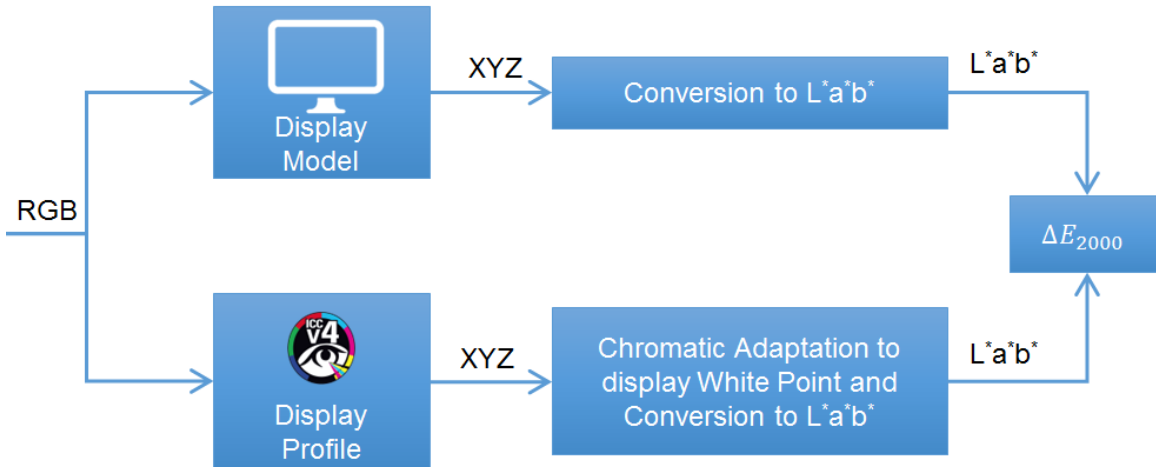 RGB
Display
Model
XYZ
Conversion to L*a*b*
L*a*b*
ΔE2000
ICC
V4
Display
Profile
XYZ
Chromatic Adaptation to
display White Point and
Conversion to L*a*b*
L*a*b*